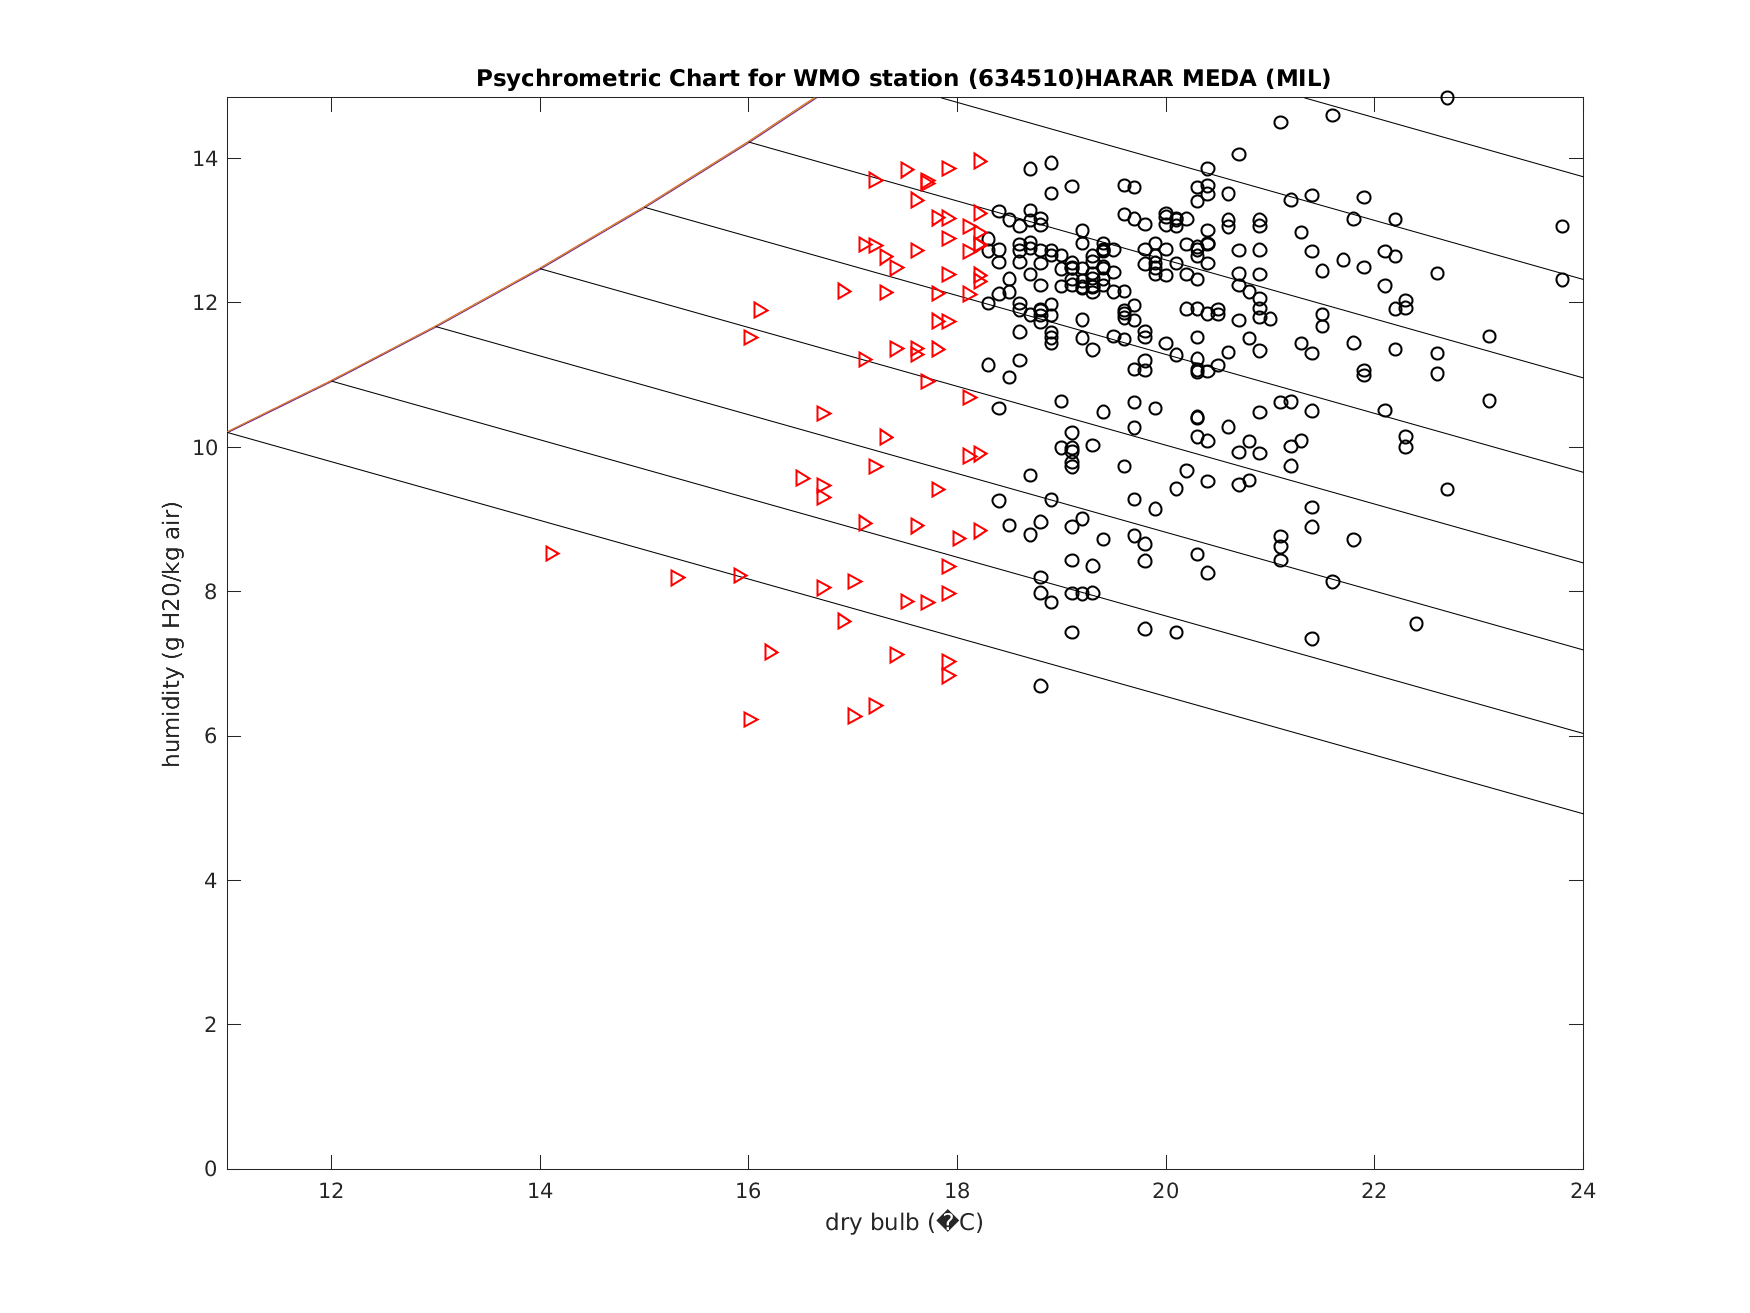 Psychrometric Chart for WMO station (634510)HARAR MEDA (MIL)
14
12
10
8
6
4
2
0
humidity (g H20/kg air)
12 14 16 18 20 22 24
dry bulb (�C)